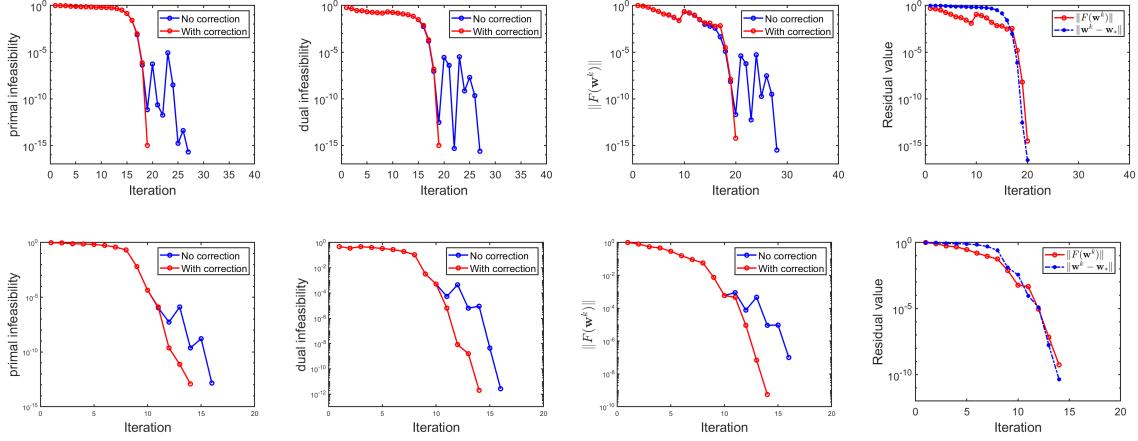 primal infeasibility
10^0
10^-5
10^-10
10^-15
0 5 10 15 20 25 30 35 40
Iteration
No correction
With correction
dual infeasibility
10^0
10^-5
10^-10
10^-15
0 5 10 15 20 25 30 35 40
Iteration
No correction
With correction
||F(w^k)||
10^0
10^-5
10^-10
10^-15
0 10 20 30 40
Iteration
No correction
With correction
Residual value
10^0
10^-5
10^-10
10^-15
0 10 20 30 40
Iteration
||F(w^k)||
||w^k − w_*||
primal infeasibility
10^0
10^-5
10^-10
10^-15
0 5 10 15 20
Iteration
No correction
With correction
dual infeasibility
10^0
10^-2
10^-4
10^-6
10^-8
10^-10
10^-12
0 5 10 15 20
Iteration
No correction
With correction
||F(w^k)||
10^0
10^-2
10^-4
10^-6
10^-8
10^-10
0 5 10 15 20
Iteration
No correction
With correction
Residual value
10^0
10^-5
10^-10
0 5 10 15 20
Iteration
||F(w^k)||
||w^k − w_*||